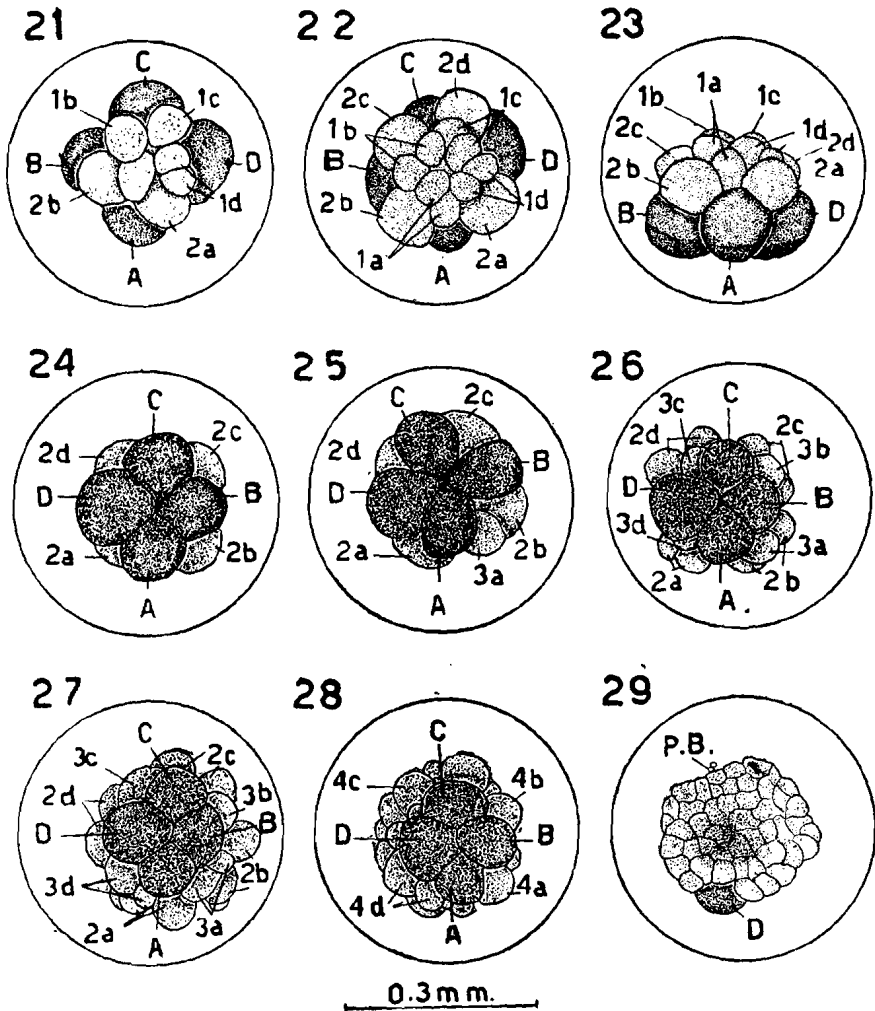 21
C
1b
1c
B
D
2b
1d
2a
A
22
2d
C
1c
2c
1b
B
D
2b
1d
1a
2a
A
23
1a
1b
1c
2c
1d
2d
2b
2a
B
D
A
24
C
2c
2d
D
B
2a
2b
A
25
C
2c
2d
B
D
2a
2b
3a
A
26
C
3c
2d
2c
3b
D
B
3d
3a
2a
2b
A.
27
C
2c
3c
2d
3b
D
B
3d
2b
2a
3a
A
28
C
4c
4b
D
B
4d
4a
A
29
P.B.
D
0.3mm.